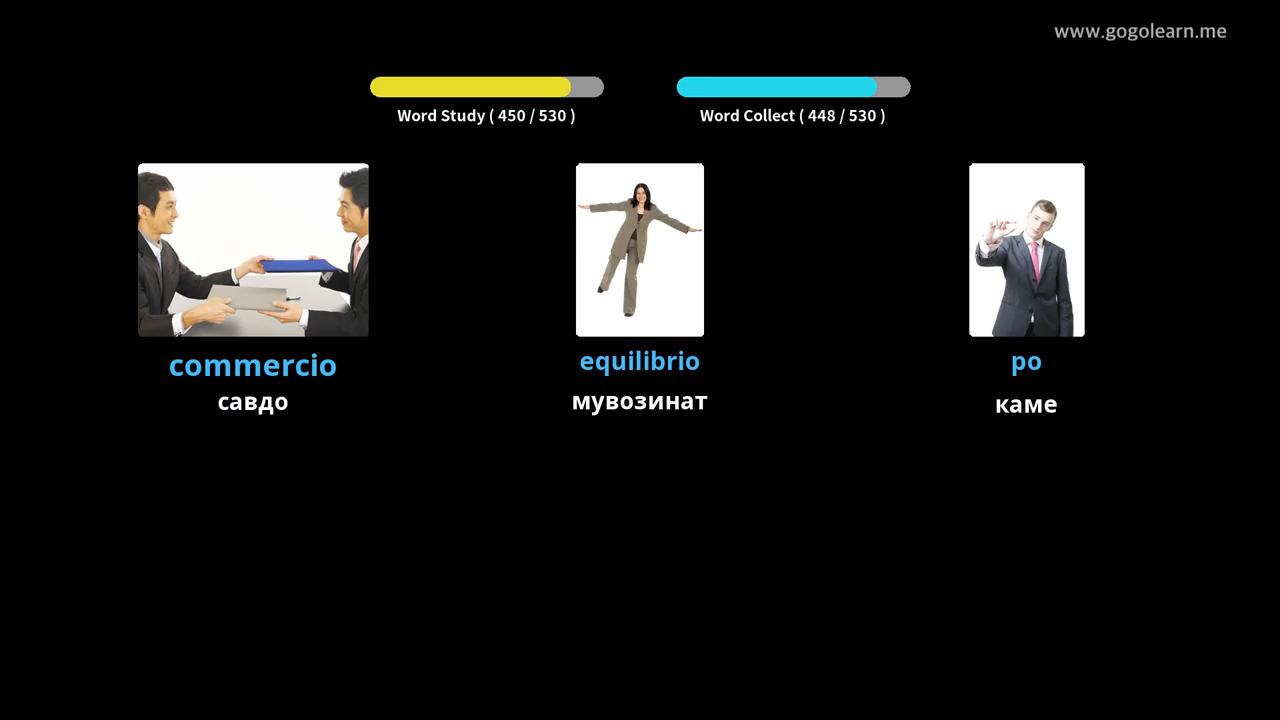 www.gogolearn.me
Word Study ( 450 / 530 )
Word Collect ( 448 / 530 )
commercio
савдо
equilibrio
мувозинат
po
каме